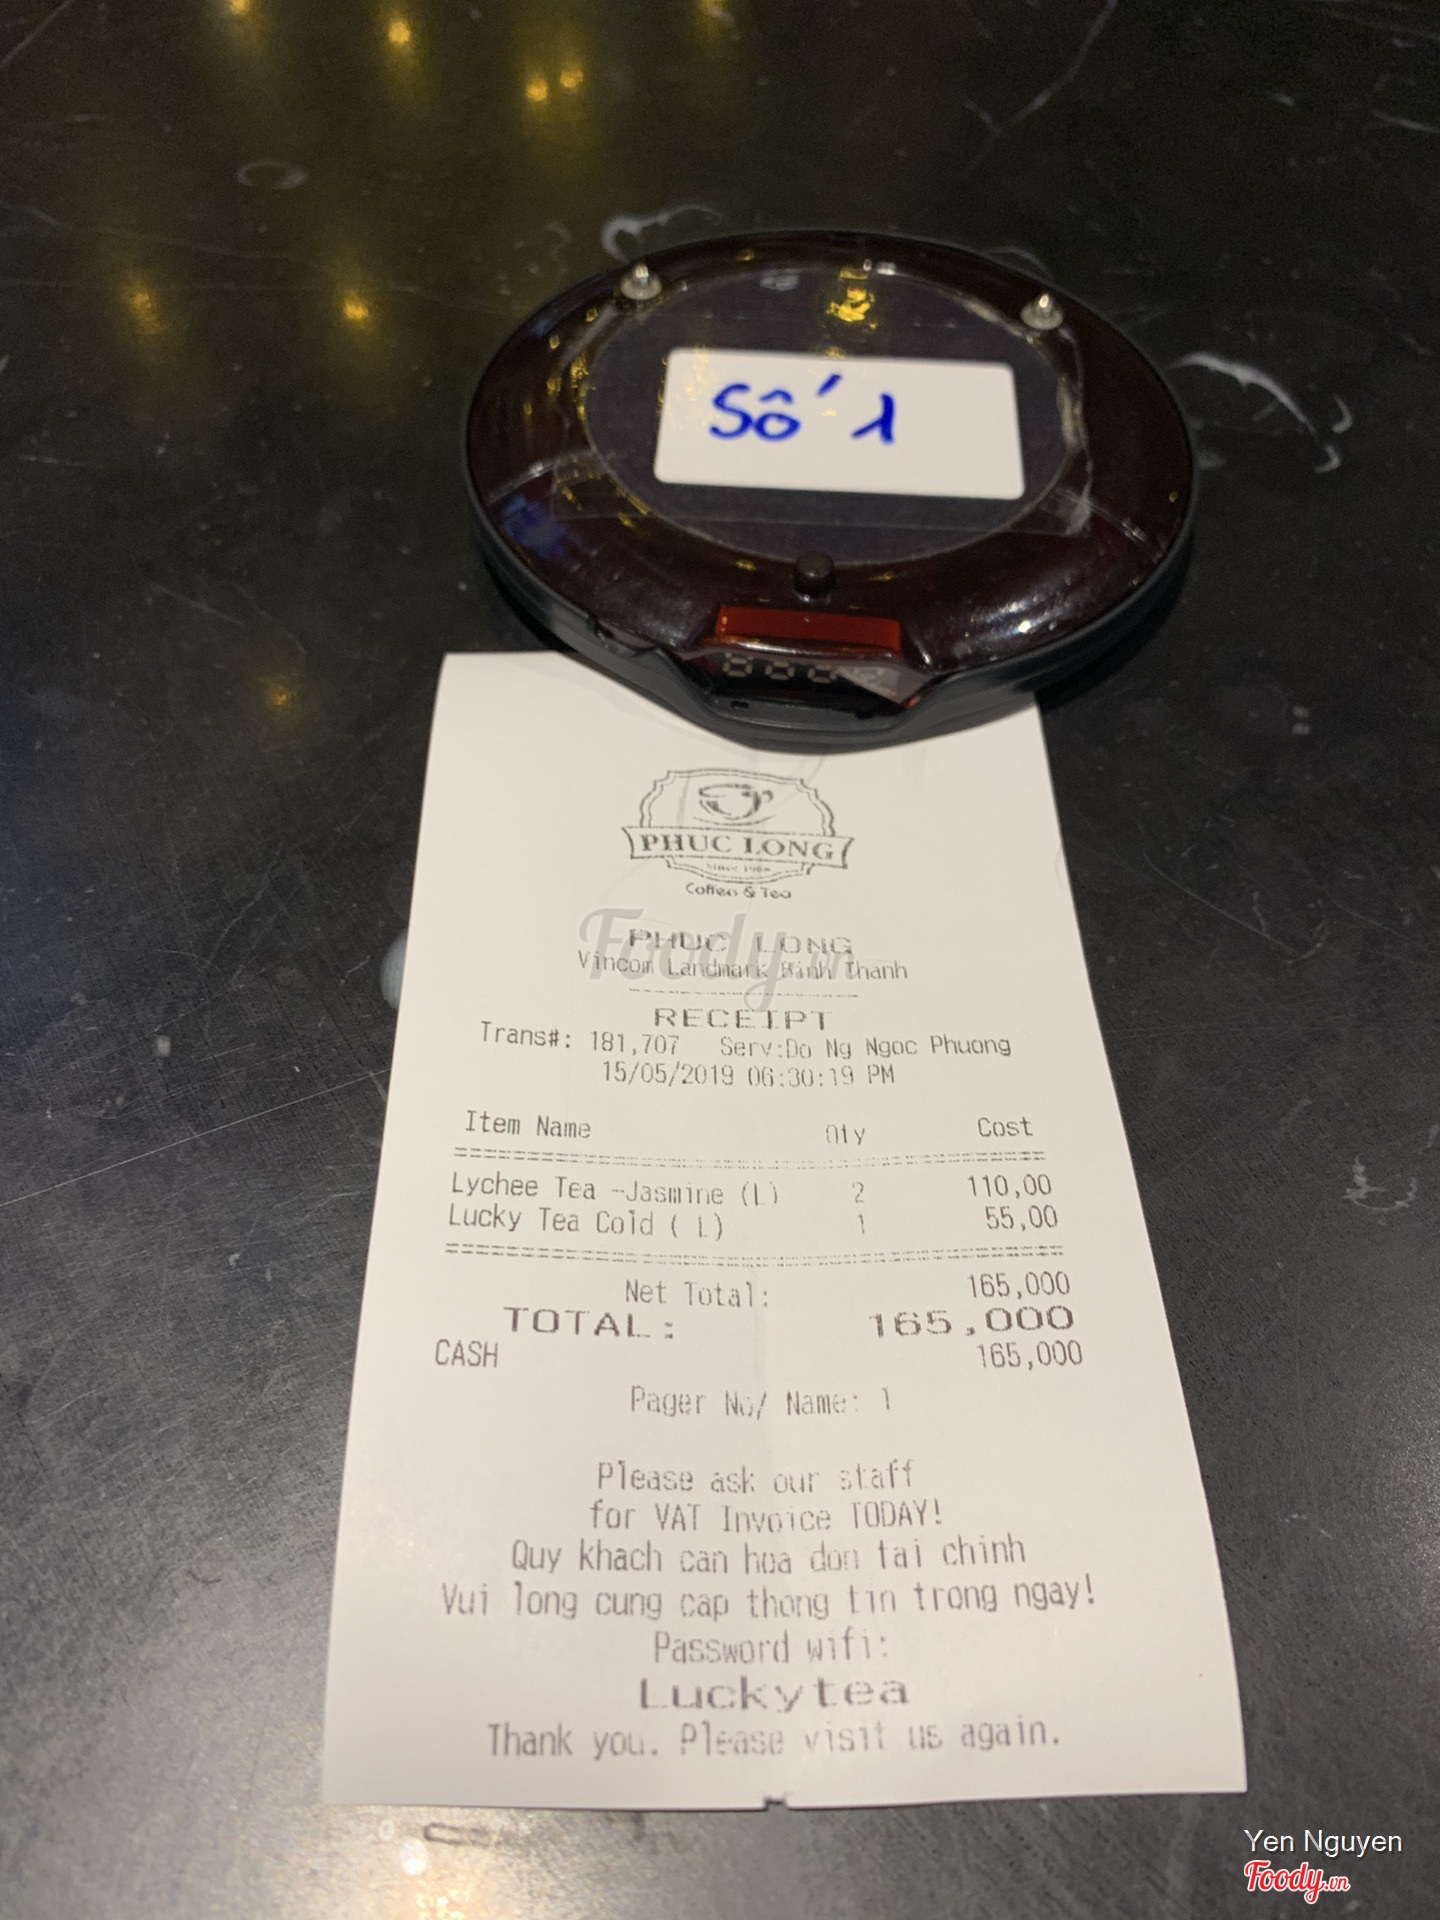 Số 1
PHUC LONG
Since 1968
Coffee & Tea
Foody.vn
PHUC LONG
Vincom Landmark Binh Thanh
RECEIPT
Trans#: 181,707 Serv:Do Ng Ngoc Phuong
15/05/2019 06:30:19 PM
Item Name Qty Cost
Lychee Tea -Jasmine (L) 2 110,00
Lucky Tea Cold ( L) 1 55,00
Net Total: 165,000
TOTAL: 165,000
CASH 165,000
Pager No/ Name: 1
Please ask our staff
for VAT Invoice TODAY!
Quy khach can hoa don tai chinh
Vui long cung cap thong tin trong ngay!
Password wifi:
Luckytea
Thank you. Please visit us again.
Yen Nguyen
Foody.vn